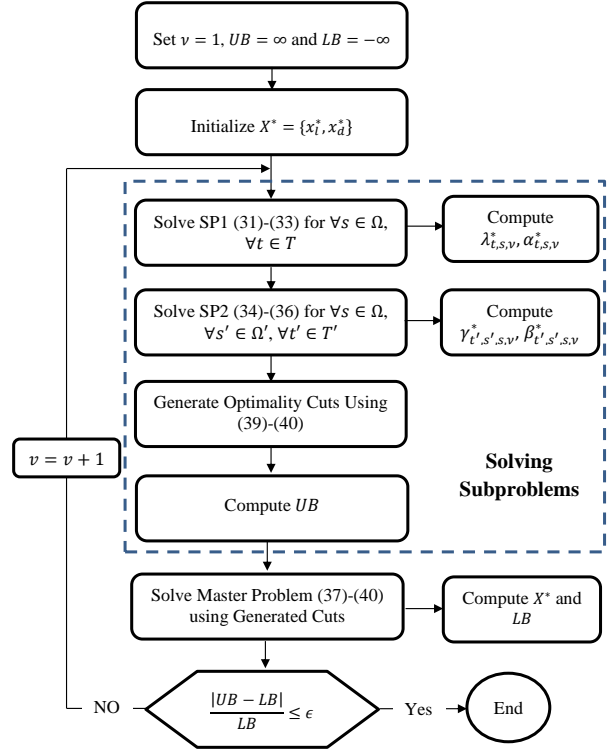 Set ν = 1, UB = ∞ and LB = −∞
Initialize X* = {x_l*, x_d*}
Solve SP1 (31)-(33) for ∀s ∈ Ω,
∀t ∈ T
Compute
λ*_{t,s,ν}, α*_{t,s,ν}
Solve SP2 (34)-(36) for ∀s ∈ Ω,
∀s′ ∈ Ω′, ∀t′ ∈ T′
Compute
γ*_{t′,s′,s,ν}, β*_{t′,s′,s,ν}
Generate Optimality Cuts Using
(39)-(40)
v = v + 1
Solving
Subproblems
Compute UB
Solve Master Problem (37)-(40)
using Generated Cuts
Compute X* and
LB
NO
|UB − LB|
LB
≤ ϵ
Yes
End